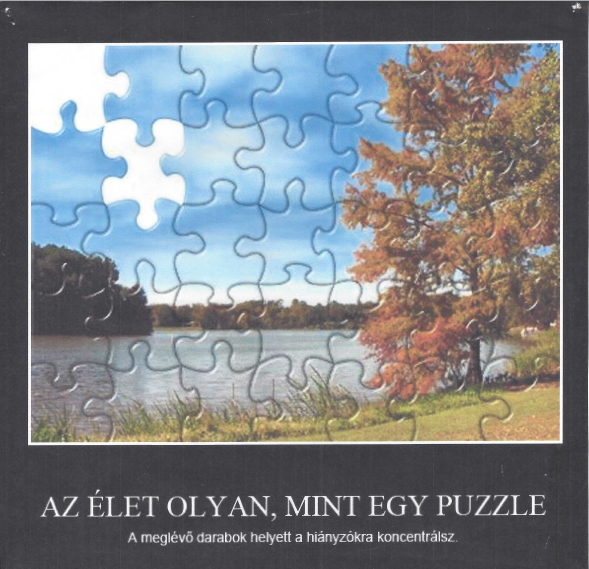 AZ ÉLET OLYAN, MINT EGY PUZZLE
A meglévő darabok helyett a hiányzókra koncentrálsz.